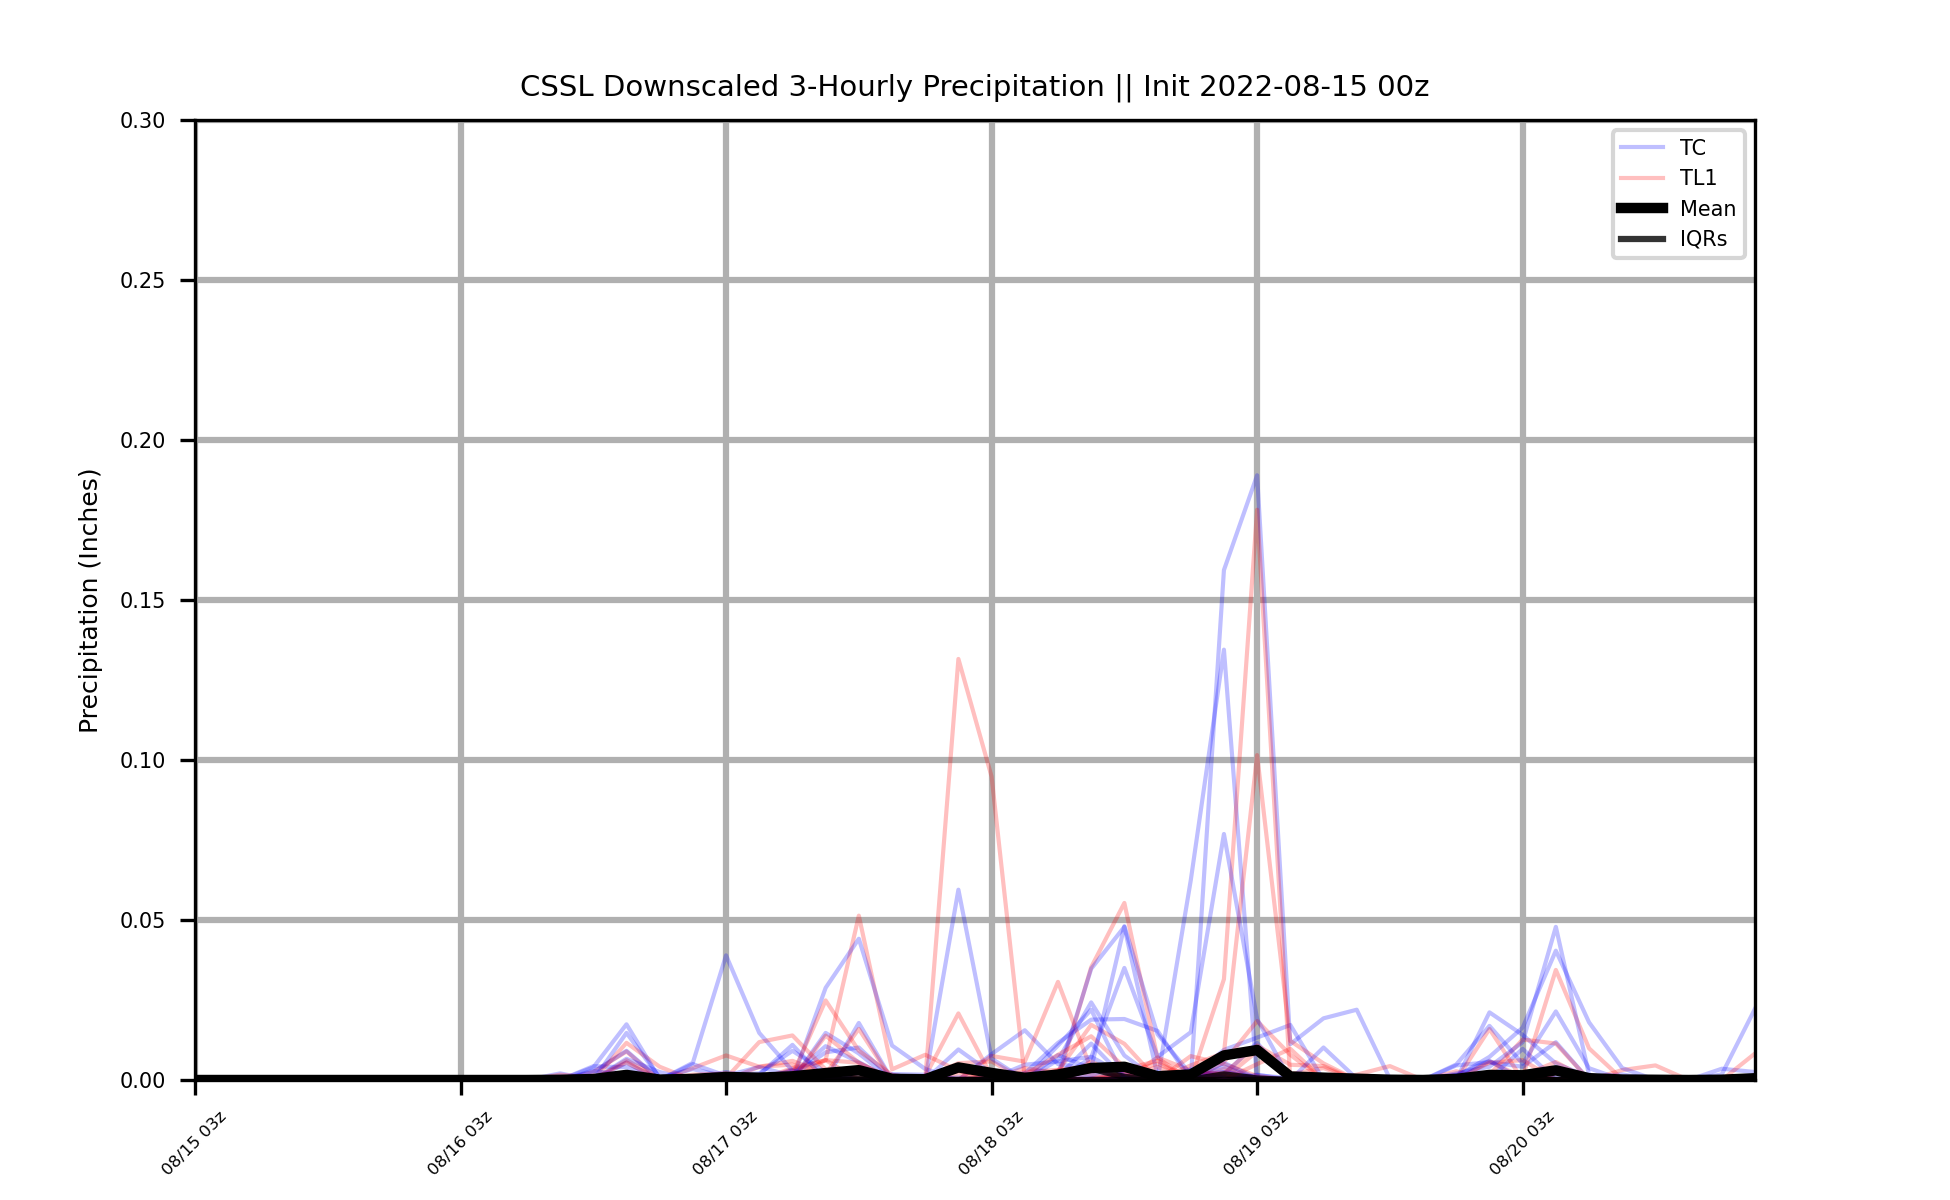 CSSL Downscaled 3-Hourly Precipitation || Init 2022-08-15 00z
0.30
0.25
0.20
0.15
0.10
0.05
0.00
Precipitation (Inches)
TC
TL1
Mean
IQRs
08/15 03z
08/16 03z
08/17 03z
08/18 03z
08/19 03z
08/20 03z